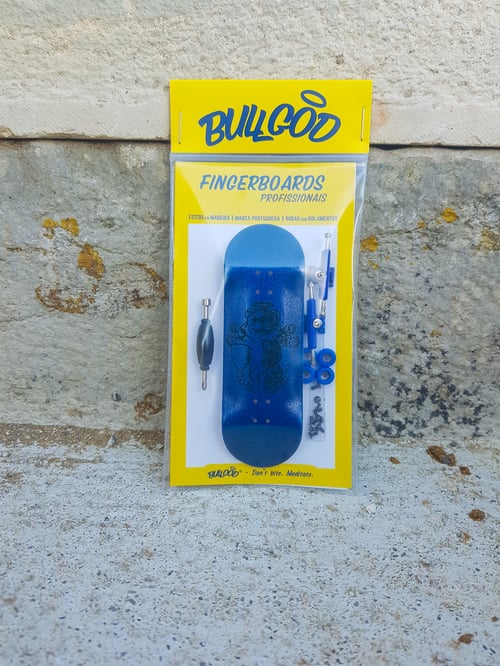 BULLGOD
FINGERBOARDS
PROFISSIONAIS
FEITOS EM MADEIRA | MARCA PORTUGUESA | RODAS COM ROLAMENTOS
BULLGOD® - Don't bite. Meditate.